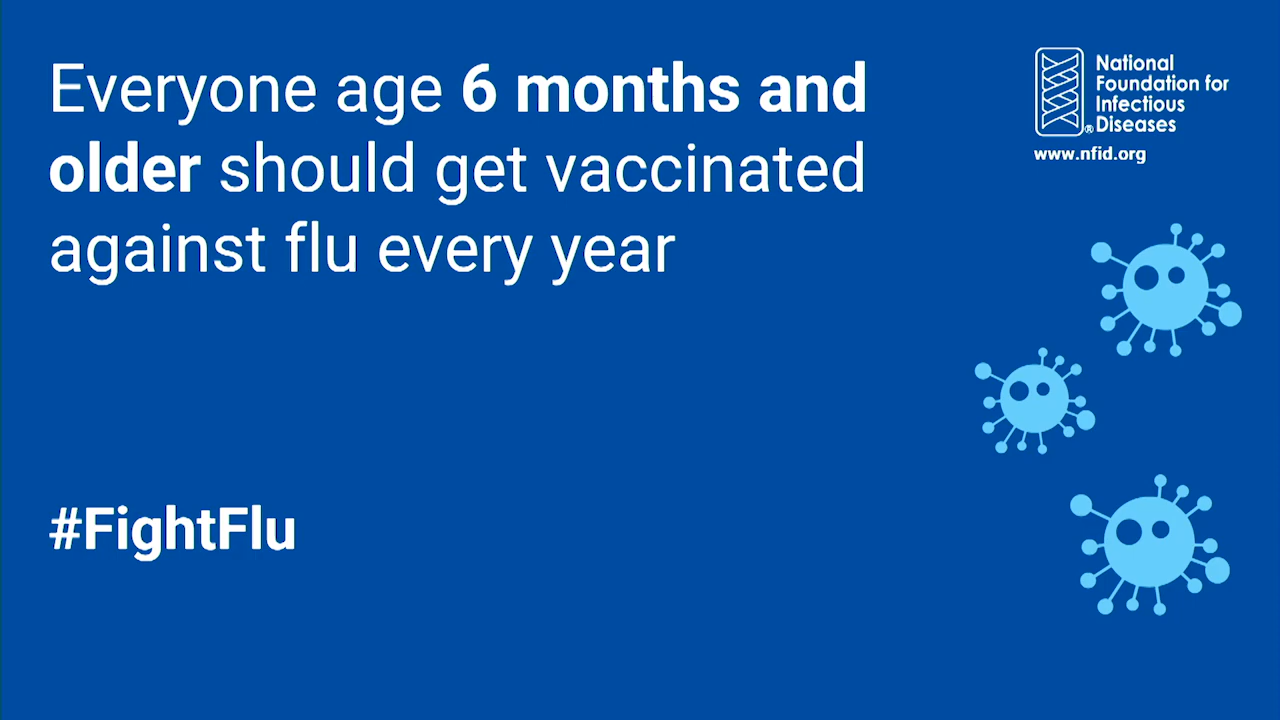 Everyone age 6 months and
older should get vaccinated
against flu every year
National
Foundation for
Infectious
® Diseases
www.nfid.org
#FightFlu